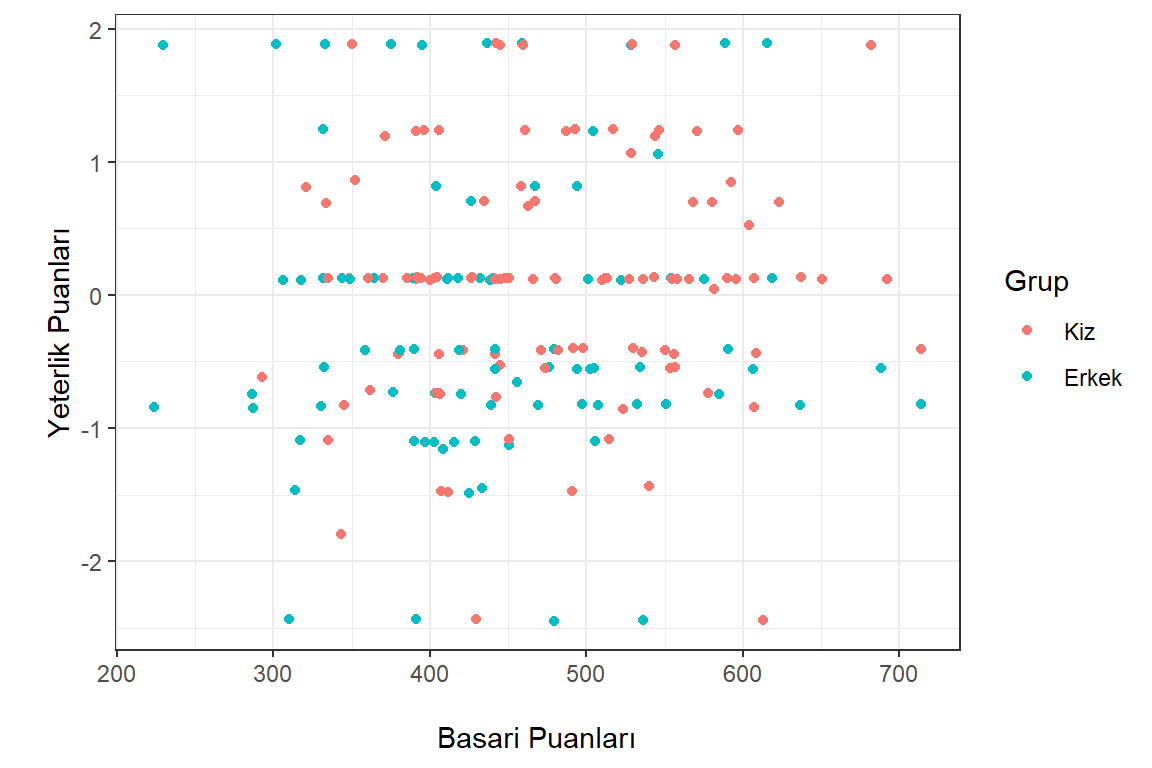 2
1
0
-1
-2
Yeterlik Puanları
200 300 400 500 600 700
Basari Puanları
Grup
Kiz
Erkek